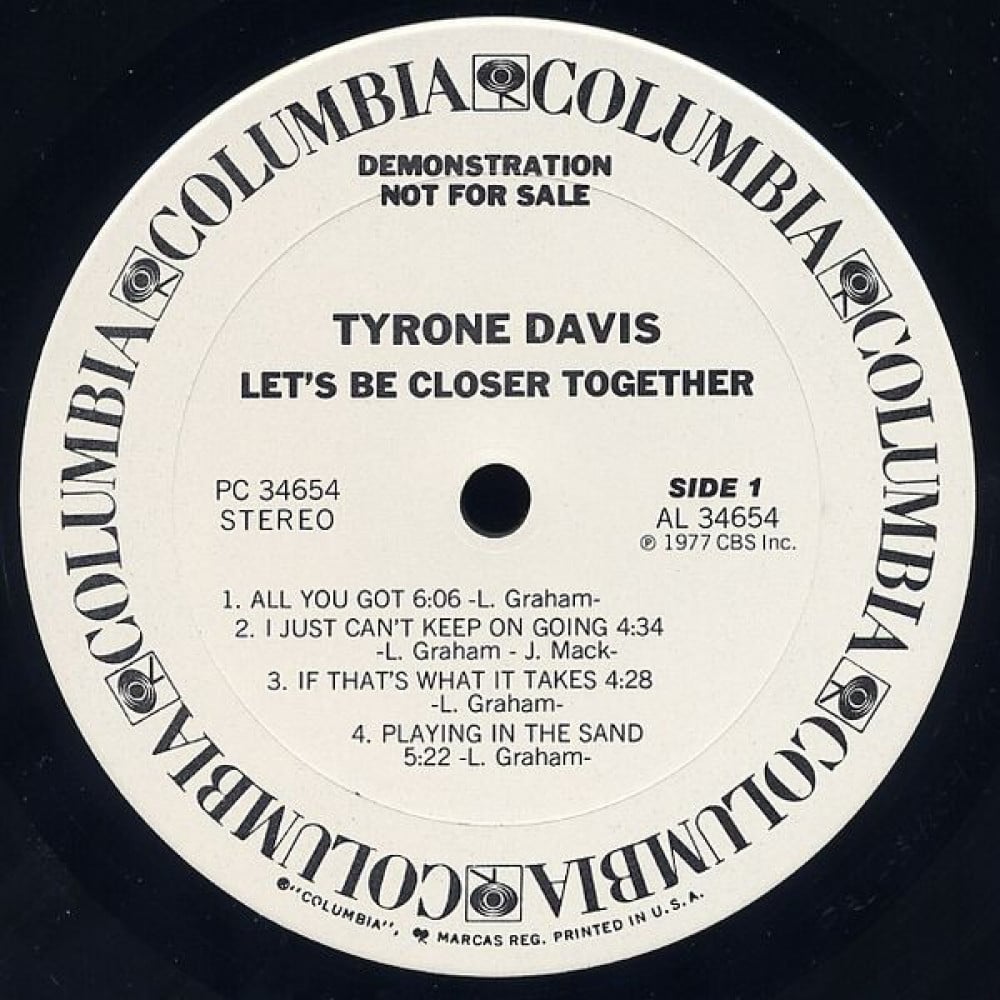 COLUMBIA COLUMBIA COLUMBIA COLUMBIA COLUMBIA COLUMBIA
DEMONSTRATION
NOT FOR SALE
TYRONE DAVIS
LET'S BE CLOSER TOGETHER
PC 34654
STEREO
SIDE 1
AL 34654
℗ 1977 CBS Inc.
1. ALL YOU GOT 6:06 -L. Graham-
2. I JUST CAN'T KEEP ON GOING 4:34
-L. Graham - J. Mack-
3. IF THAT'S WHAT IT TAKES 4:28
-L. Graham-
4. PLAYING IN THE SAND
5:22 -L. Graham-
®"COLUMBIA", MARCAS REG. PRINTED IN U.S.A.